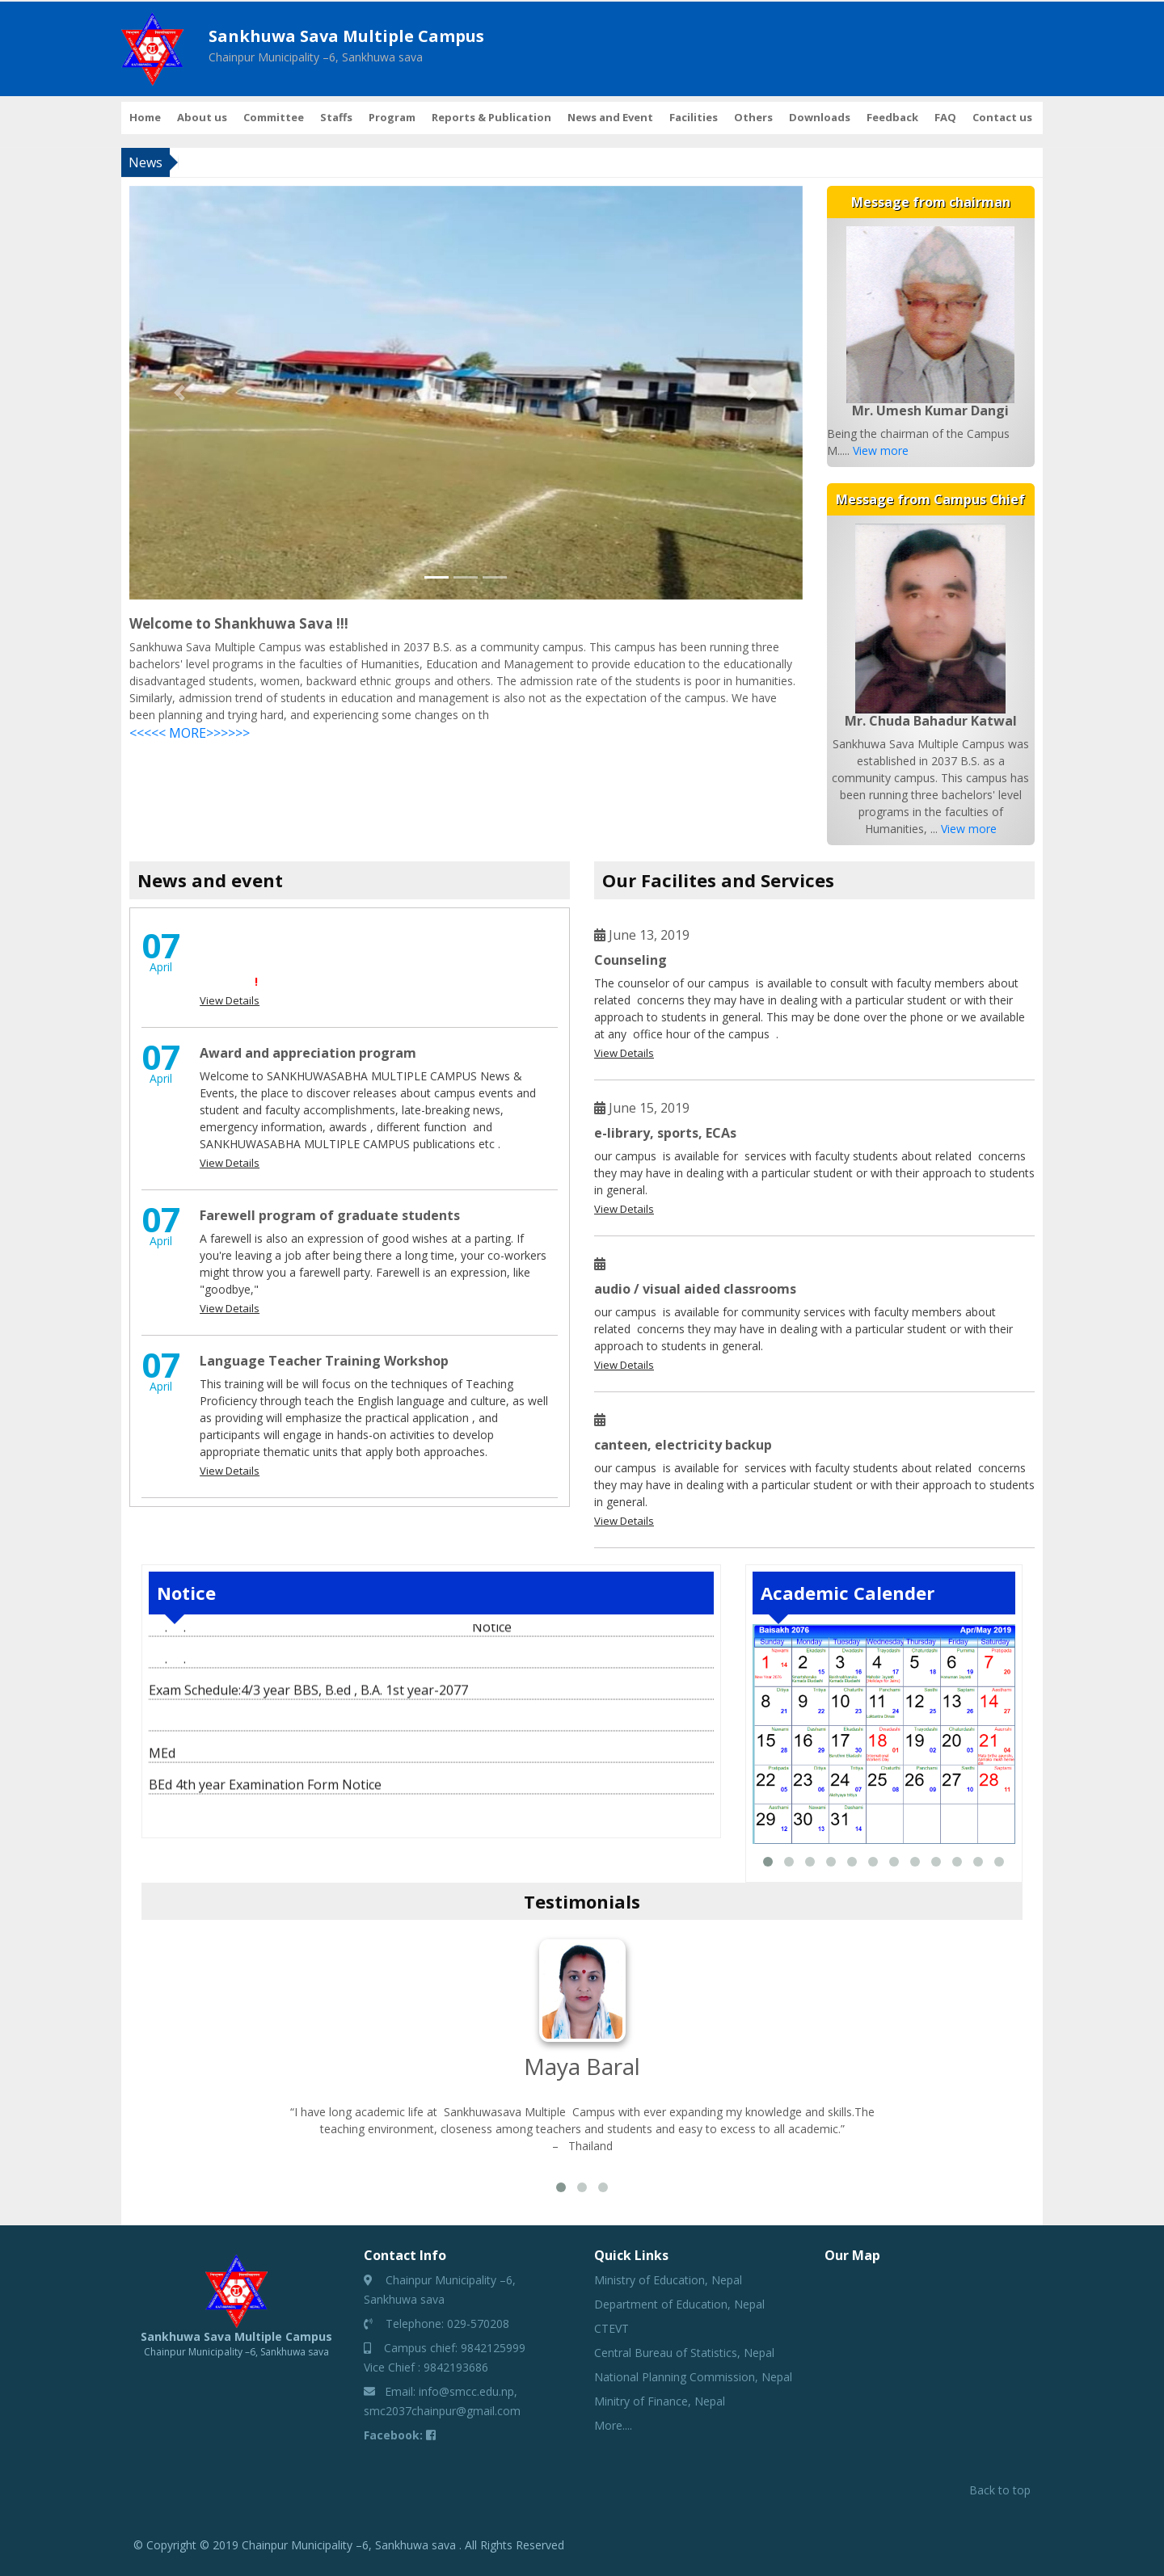 Sankhuwa Sava Multiple Campus
Chainpur Municipality –6, Sankhuwa sava
Home About us Committee Staffs Program Reports & Publication News and Event Facilities Others Downloads Feedback FAQ Contact us
News
Message from chairman
Mr. Umesh Kumar Dangi
Being the chairman of the Campus
M..... View more
Message from Campus Chief
Mr. Chuda Bahadur Katwal
Sankhuwa Sava Multiple Campus was
established in 2037 B.S. as a
community campus. This campus has
been running three bachelors' level
programs in the faculties of
Humanities, ... View more
Welcome to Shankhuwa Sava !!!
Sankhuwa Sava Multiple Campus was established in 2037 B.S. as a community campus. This campus has been running three
bachelors' level programs in the faculties of Humanities, Education and Management to provide education to the educationally
disadvantaged students, women, backward ethnic groups and others. The admission rate of the students is poor in humanities.
Similarly, admission trend of students in education and management is also not as the expectation of the campus. We have
been planning and trying hard, and experiencing some changes on th
<<<<< MORE>>>>>>
News and event
07
April
!
View Details
07
April
Award and appreciation program
Welcome to SANKHUWASABHA MULTIPLE CAMPUS News &
Events, the place to discover releases about campus events and
student and faculty accomplishments, late-breaking news,
emergency information, awards , different function and
SANKHUWASABHA MULTIPLE CAMPUS publications etc .
View Details
07
April
Farewell program of graduate students
A farewell is also an expression of good wishes at a parting. If
you're leaving a job after being there a long time, your co-workers
might throw you a farewell party. Farewell is an expression, like
"goodbye,"
View Details
07
April
Language Teacher Training Workshop
This training will be will focus on the techniques of Teaching
Proficiency through teach the English language and culture, as well
as providing will emphasize the practical application , and
participants will engage in hands-on activities to develop
appropriate thematic units that apply both approaches.
View Details
Our Facilites and Services
June 13, 2019
Counseling
The counselor of our campus is available to consult with faculty members about
related concerns they may have in dealing with a particular student or with their
approach to students in general. This may be done over the phone or we available
at any office hour of the campus .
View Details
June 15, 2019
e-library, sports, ECAs
our campus is available for services with faculty students about related concerns
they may have in dealing with a particular student or with their approach to students
in general.
View Details
audio / visual aided classrooms
our campus is available for community services with faculty members about
related concerns they may have in dealing with a particular student or with their
approach to students in general.
View Details
canteen, electricity backup
our campus is available for services with faculty students about related concerns
they may have in dealing with a particular student or with their approach to students
in general.
View Details
Notice
. . Notice
. .
Exam Schedule:4/3 year BBS, B.ed , B.A. 1st year-2077
MEd
BEd 4th year Examination Form Notice
Academic Calender
Baisakh 2076 Apr/May 2019
Sunday Monday Tuesday Wednesday Thursday Friday Saturday
1 14 2 15 3 16 4 17 5 18 6 19 7 20
8 21 9 22 10 23 11 24 12 25 13 26 14 27
15 28 16 29 17 30 18 01 19 02 20 03 21 04
22 05 23 06 24 07 25 08 26 09 27 10 28 11
29 12 30 13 31 14
Testimonials
Maya Baral
“I have long academic life at Sankhuwasava Multiple Campus with ever expanding my knowledge and skills.The
teaching environment, closeness among teachers and students and easy to excess to all academic.”
– Thailand
Sankhuwa Sava Multiple Campus
Chainpur Municipality –6, Sankhuwa sava
Contact Info
Chainpur Municipality –6,
Sankhuwa sava
Telephone: 029-570208
Campus chief: 9842125999
Vice Chief : 9842193686
Email: info@smcc.edu.np,
smc2037chainpur@gmail.com
Facebook:
Quick Links
Ministry of Education, Nepal
Department of Education, Nepal
CTEVT
Central Bureau of Statistics, Nepal
National Planning Commission, Nepal
Minitry of Finance, Nepal
More....
Our Map
Back to top
© Copyright © 2019 Chainpur Municipality –6, Sankhuwa sava . All Rights Reserved